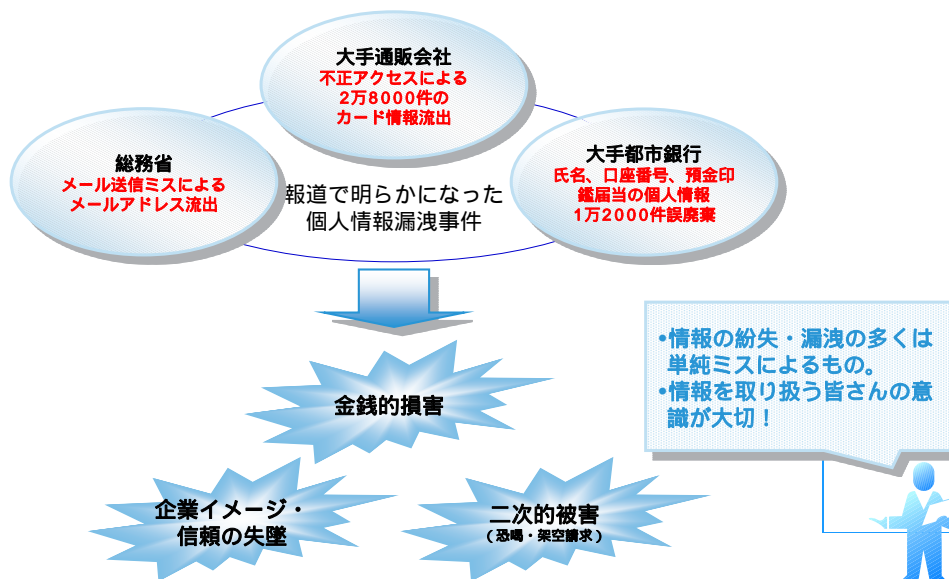 大手通販会社
不正アクセスによる
2万8000件の
カード情報流出
総務省
メール送信ミスによる
メールアドレス流出
大手都市銀行
氏名、口座番号、預金印
鑑届当の個人情報
1万2000件誤廃棄
報道で明らかになった
個人情報漏洩事件
金銭的損害
企業イメージ・
信頼の失墜
二次的被害
(恐喝・架空請求)
•情報の紛失・漏洩の多くは
単純ミスによるもの。
•情報を取り扱う皆さんの意
識が大切！